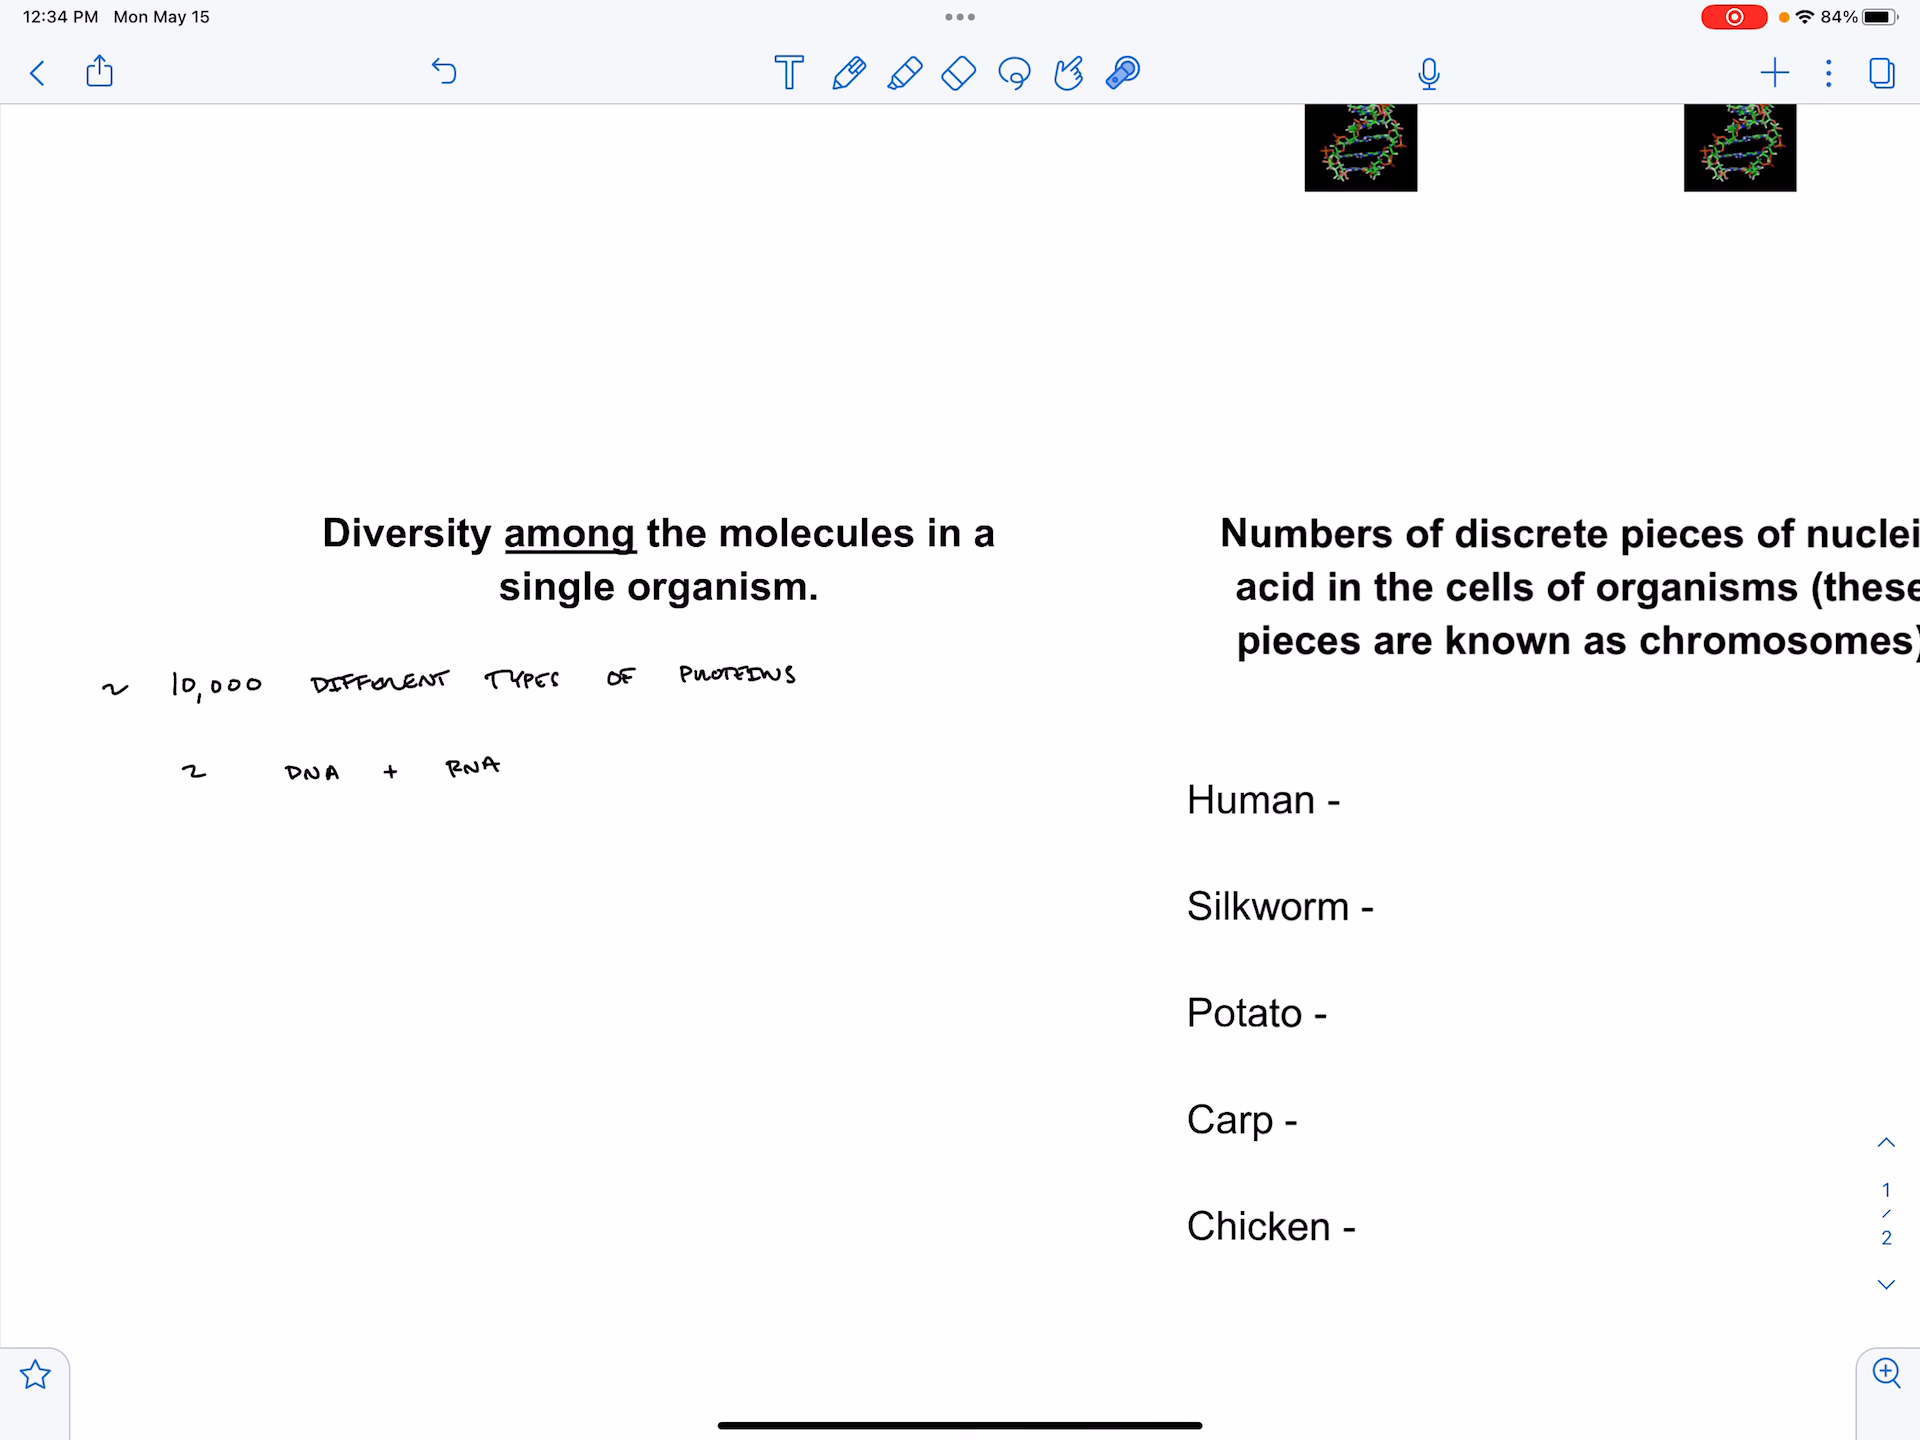 12:34 PM Mon May 15
84%
Diversity among the molecules in a
single organism.
~ 10,000 DIFFERENT TYPES OF PROTEINS
2 DNA + RNA
Numbers of discrete pieces of nuclei
acid in the cells of organisms (these
pieces are known as chromosomes)
Human -
Silkworm -
Potato -
Carp -
Chicken -
1
/
2